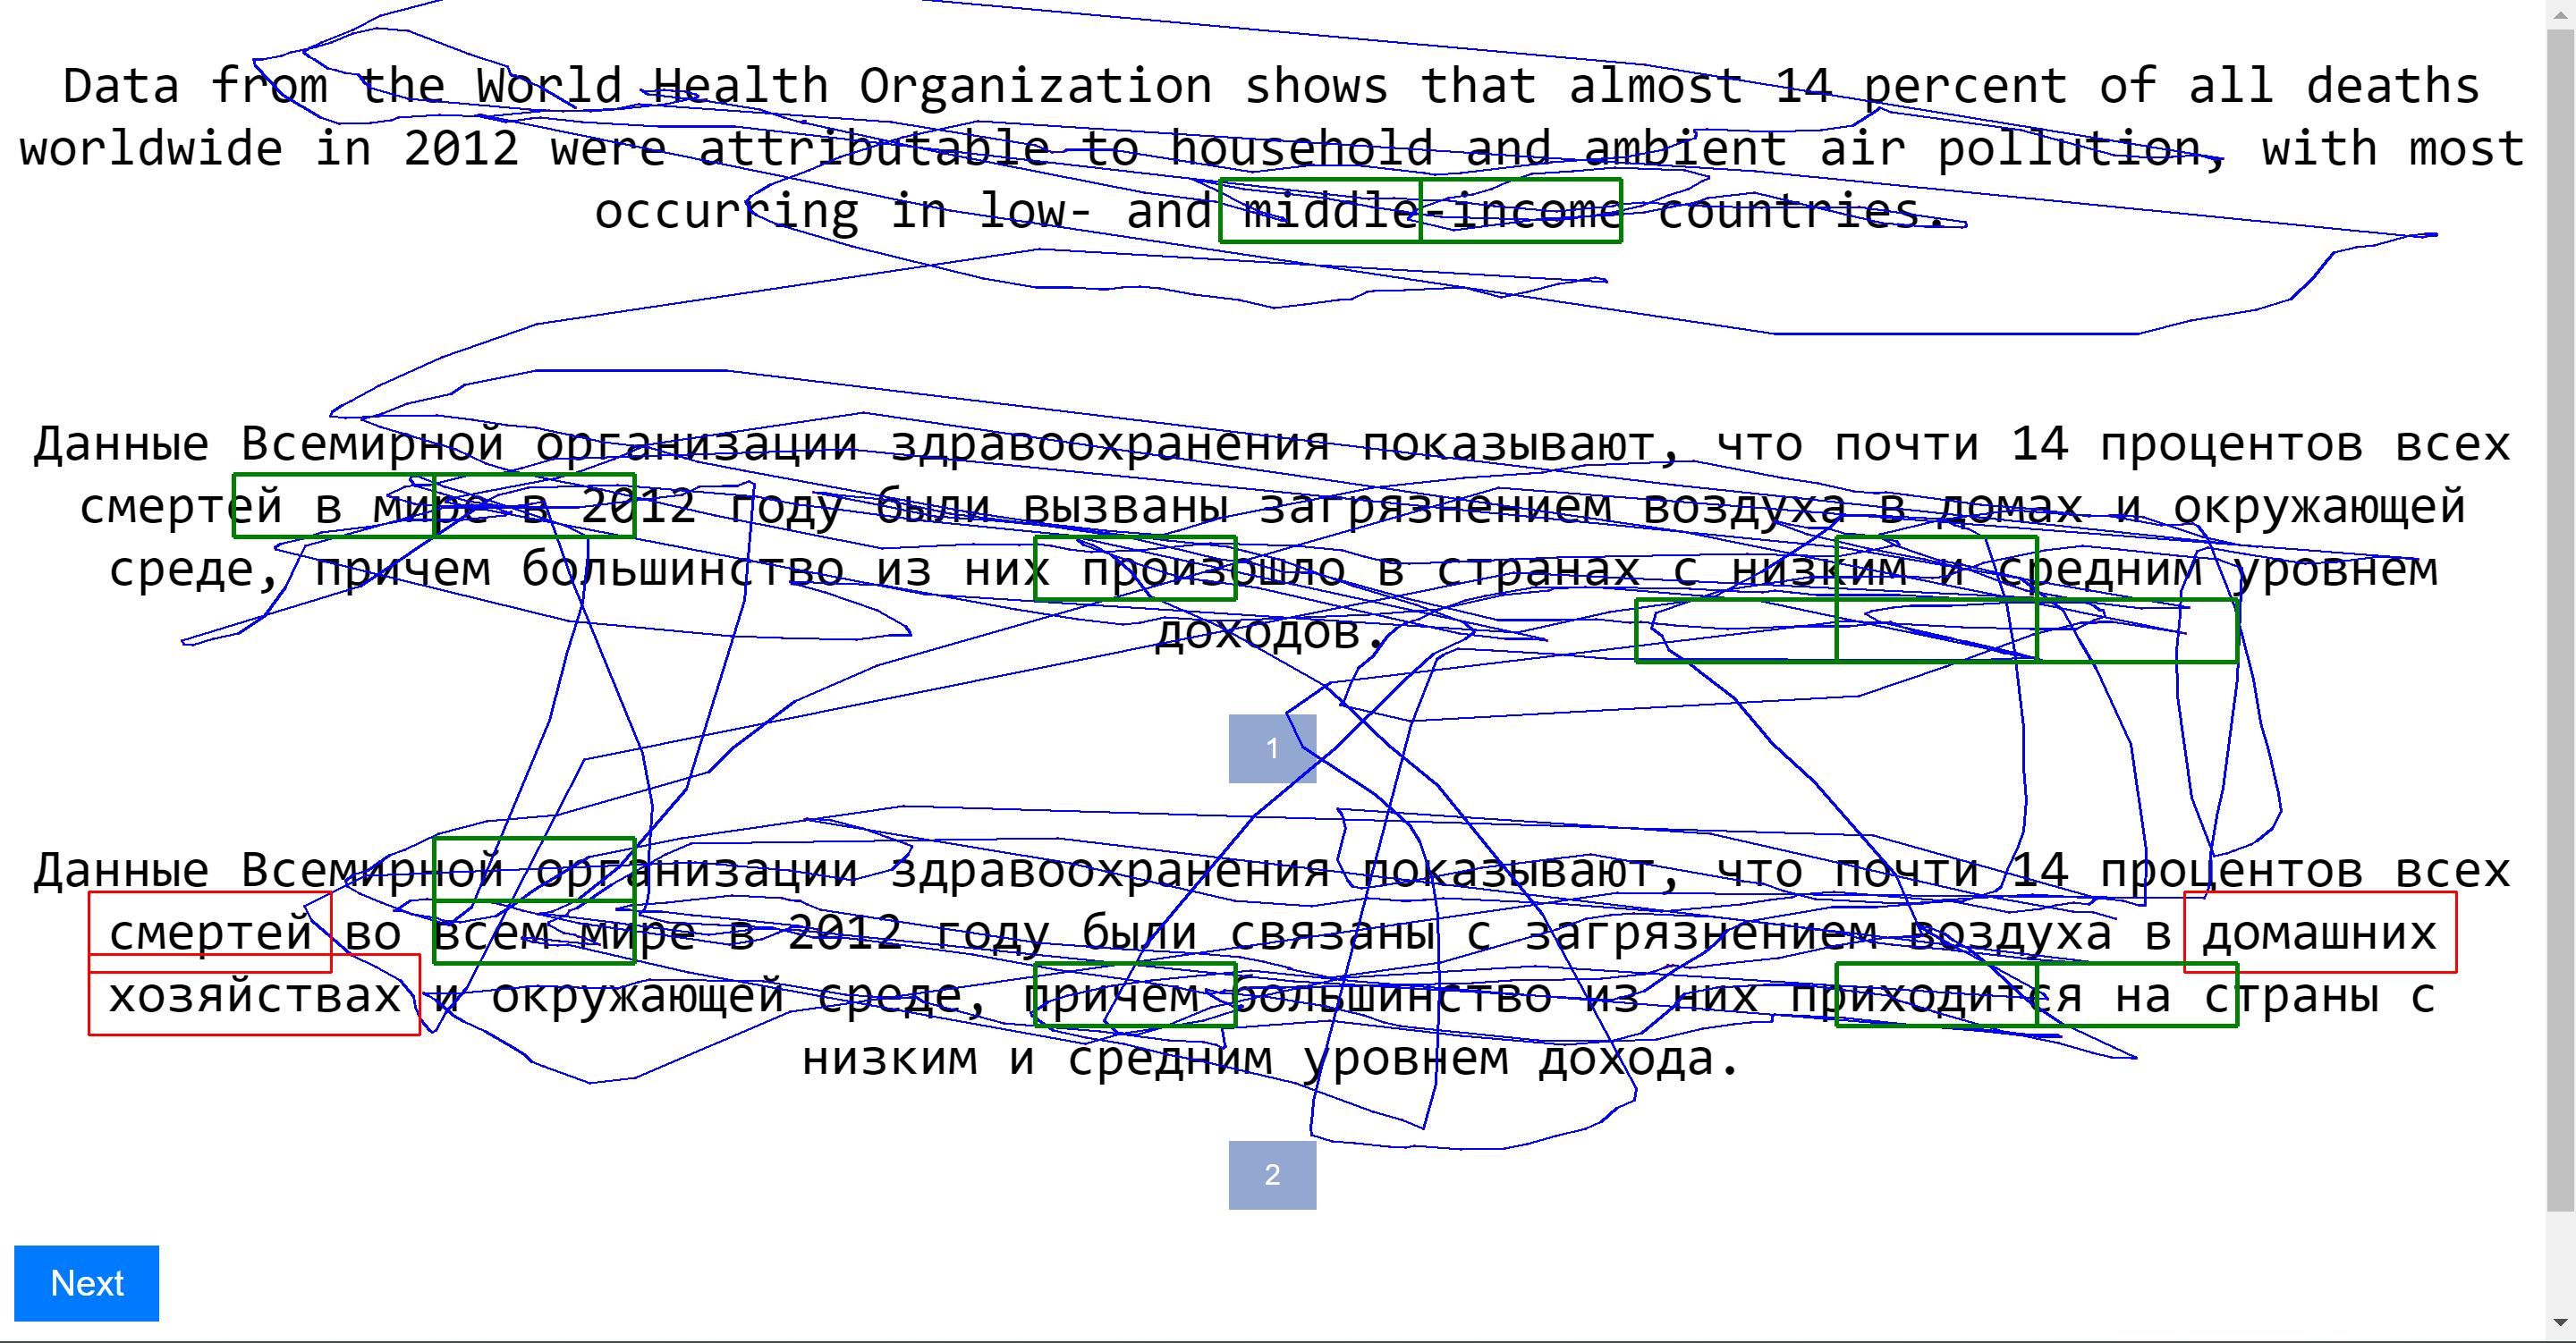 Data from the World Health Organization shows that almost 14 percent of all deaths
worldwide in 2012 were attributable to household and ambient air pollution, with most
occurring in low- and middle-income countries.
Данные Всемирной организации здравоохранения показывают, что почти 14 процентов всех
смертей в мире в 2012 году были вызваны загрязнением воздуха в домах и окружающей
среде, причем большинство из них произошло в странах с низким и средним уровнем
доходов.
1
Данные Всемирной организации здравоохранения показывают, что почти 14 процентов всех
смертей во всем мире в 2012 году были связаны с загрязнением воздуха в домашних
хозяйствах и окружающей среде, причем большинство из них приходится на страны с
низким и средним уровнем дохода.
2
Next